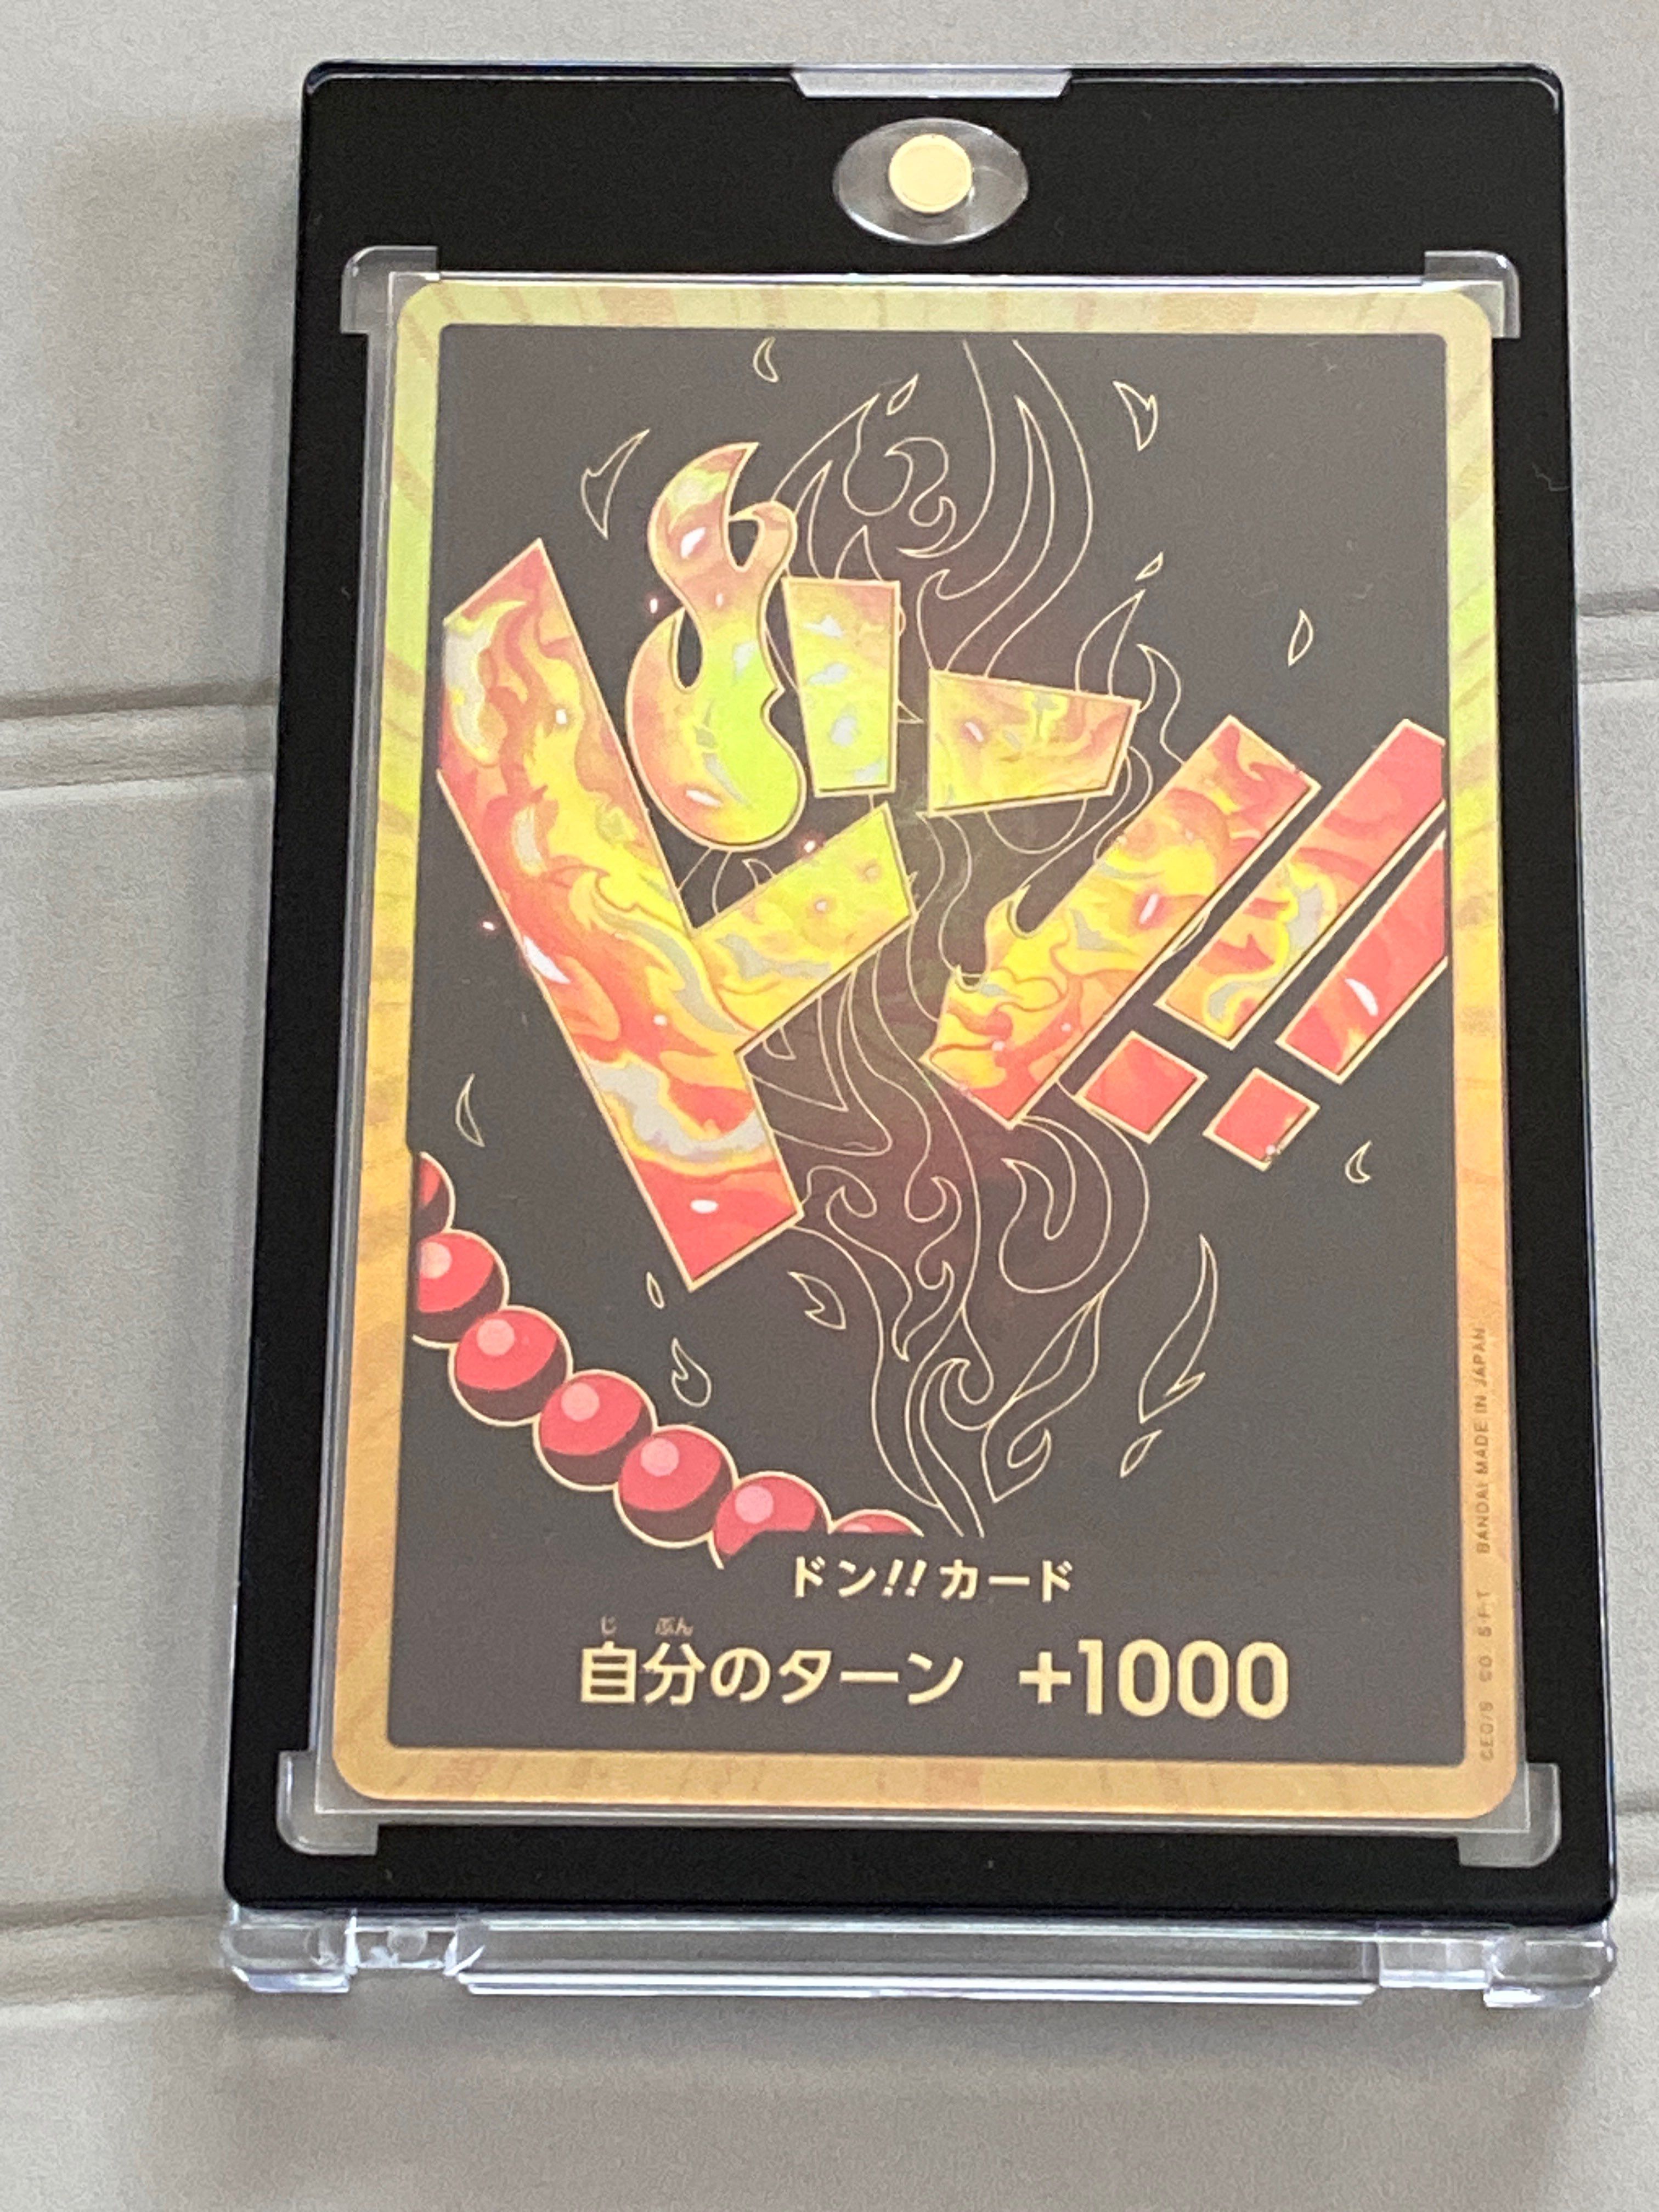 ドン!!
ドン!!カード
じ ぶん
自分のターン +1000
BANDAI MADE IN JAPAN